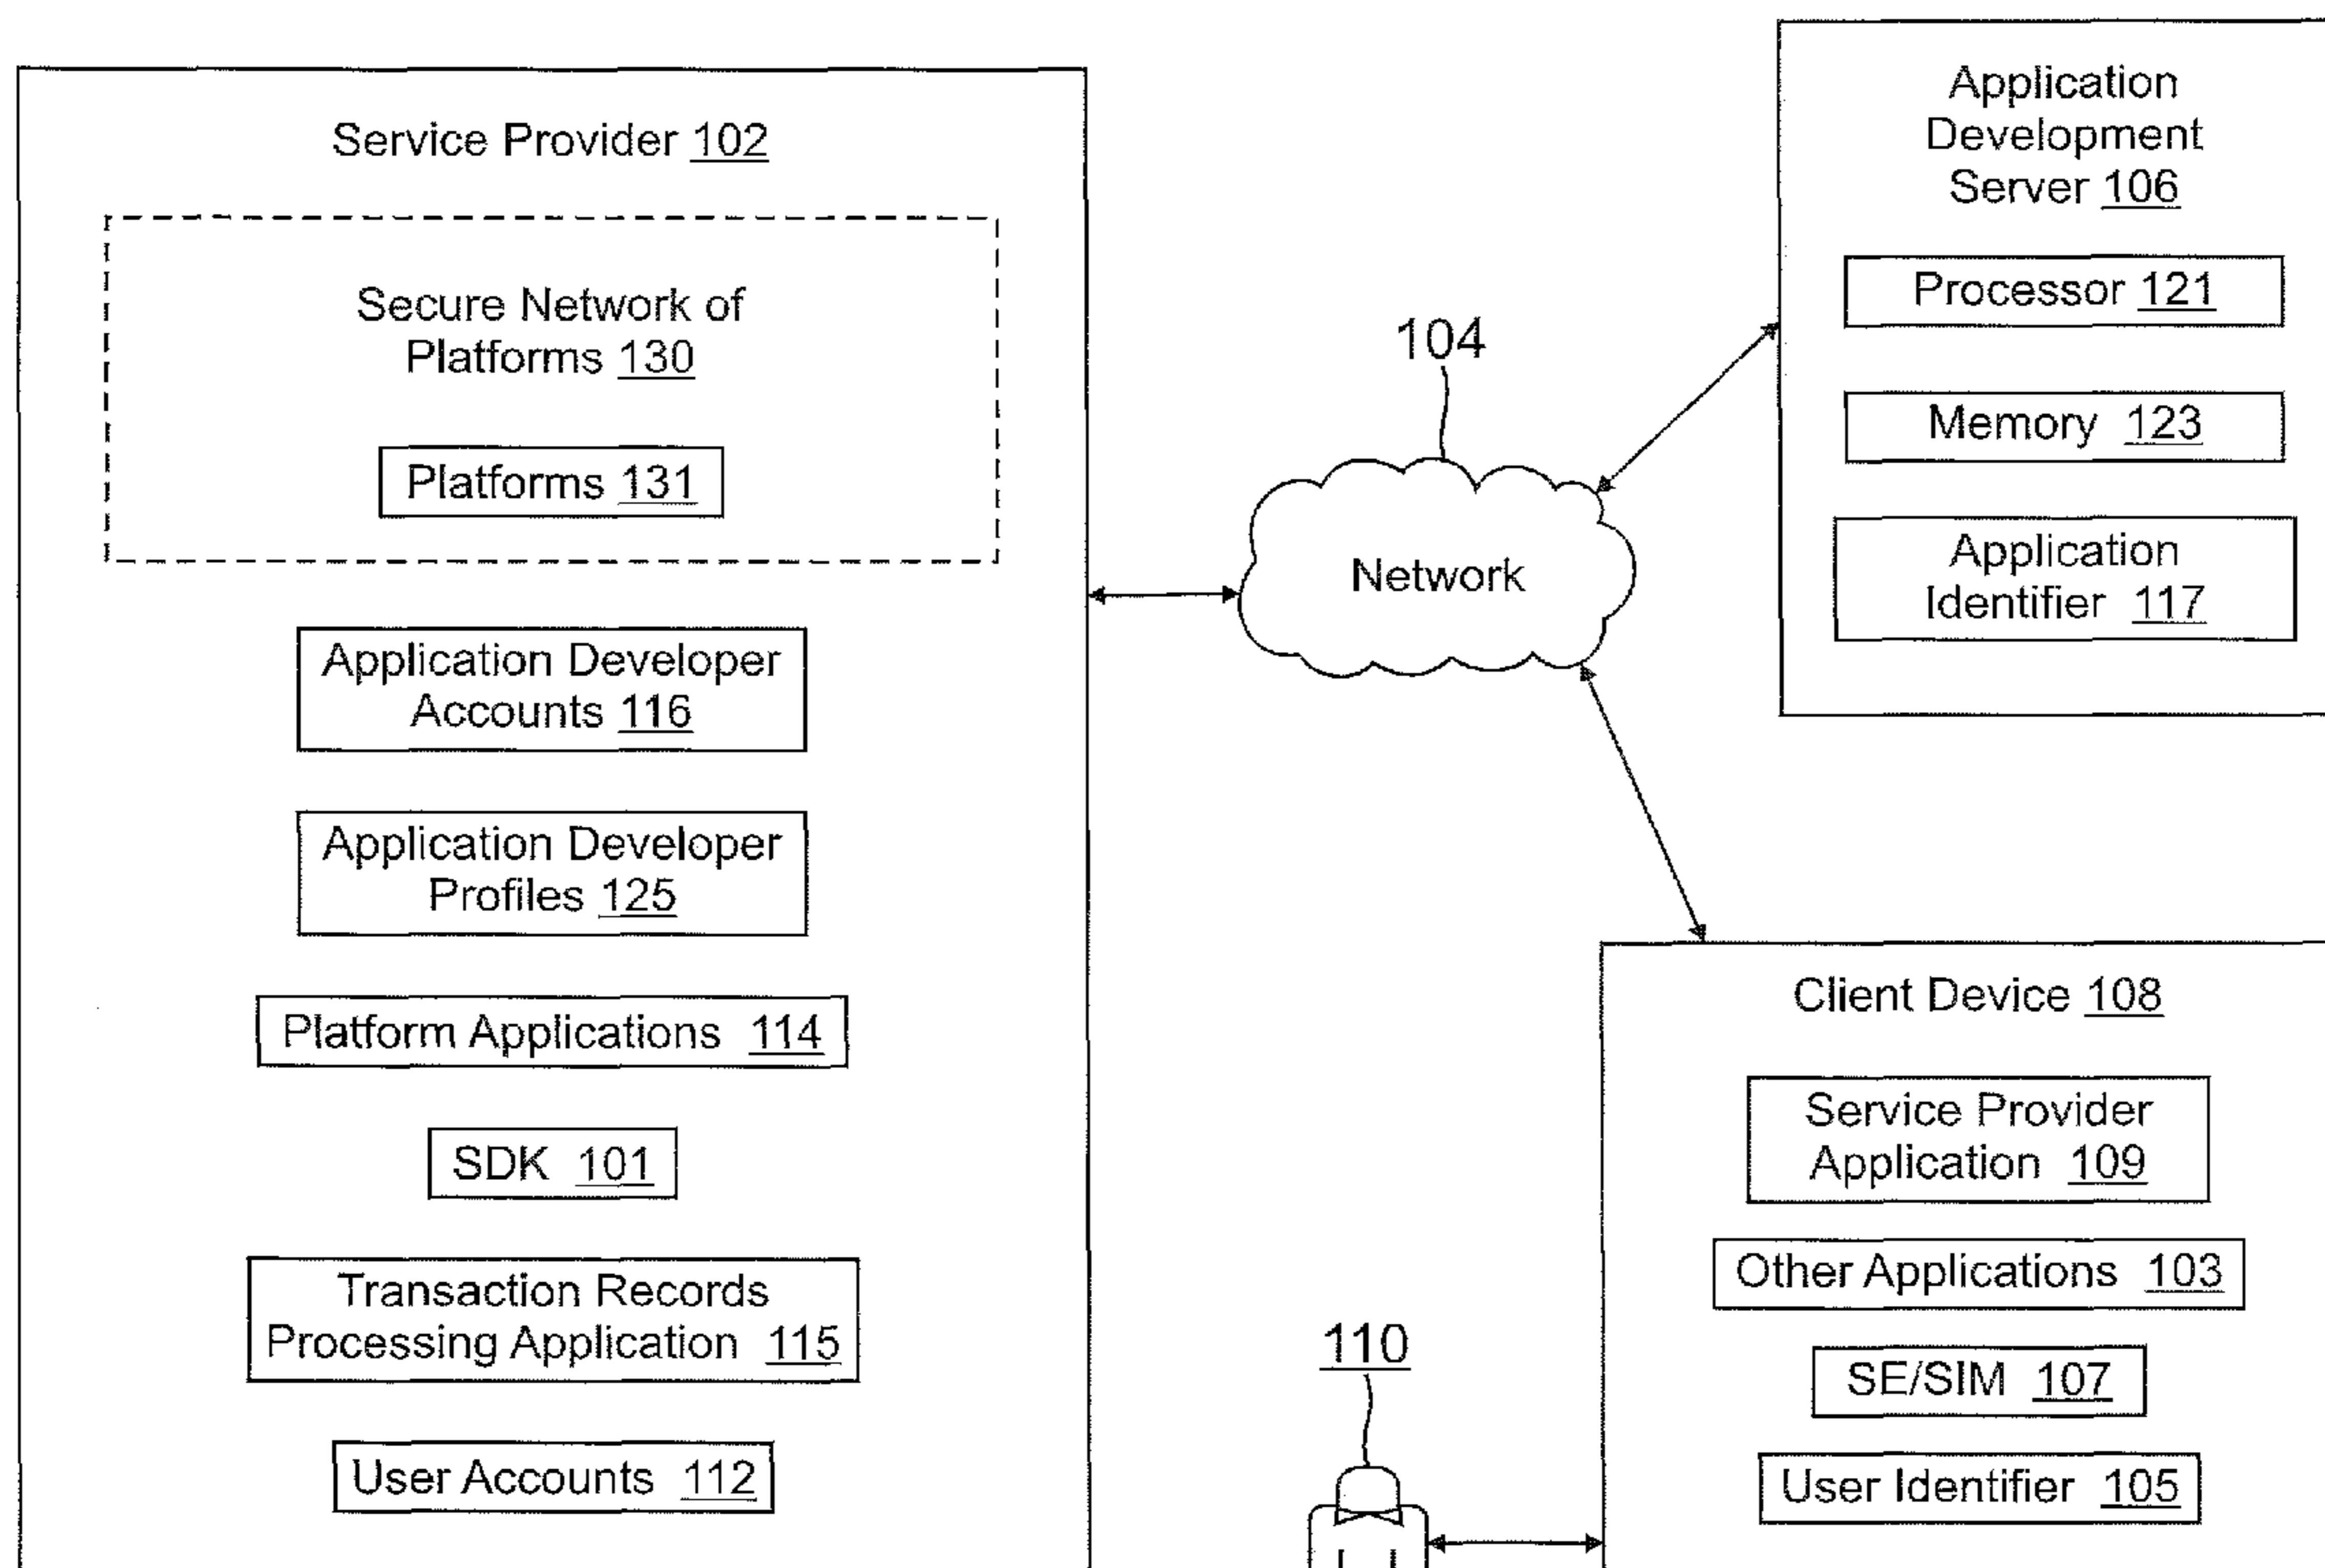 Service Provider 102
Secure Network of
Platforms 130
Platforms 131
Application Developer
Accounts 116
Application Developer
Profiles 125
Platform Applications 114
SDK 101
Transaction Records
Processing Application 115
User Accounts 112
104
Network
Application
Development
Server 106
Processor 121
Memory 123
Application
Identifier 117
Client Device 108
Service Provider
Application 109
Other Applications 103
SE/SIM 107
User Identifier 105
110